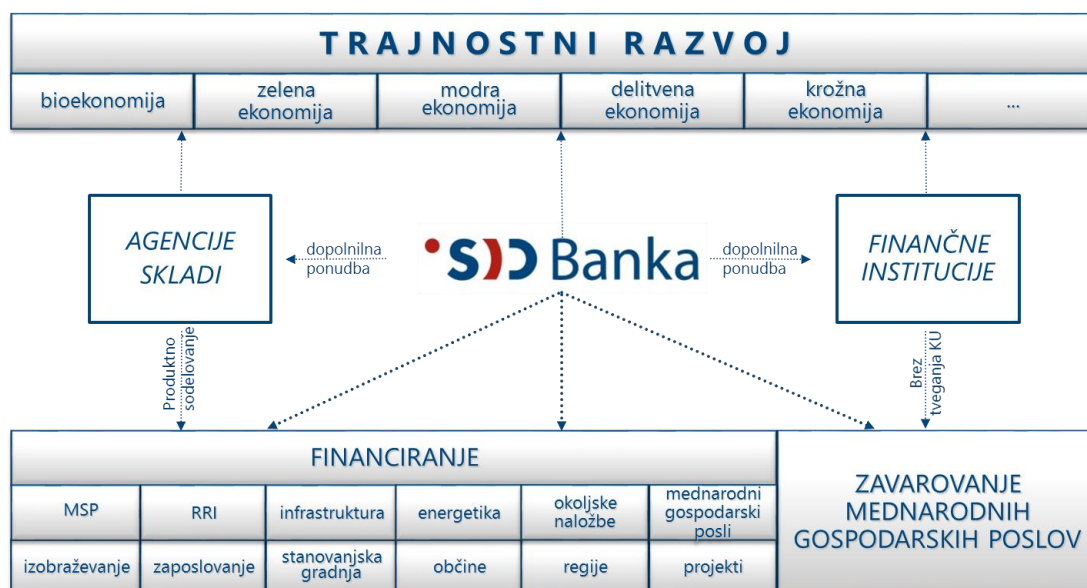 TRAJNOSTNI RAZVOJ
bioekonomija
zelena
ekonomija
modra
ekonomija
delitvena
ekonomija
krožna
ekonomija
...
AGENCIJE
SKLADI
dopolnilna
ponudba
SID Banka
dopolnilna
ponudba
FINANČNE
INSTITUCIJE
Produktno
sodelovanje
Brez
tveganja KU
FINANCIRANJE
MSP
RRI
infrastruktura
energetika
okoljske
naložbe
mednarodni
gospodarski
posli
izobraževanje
zaposlovanje
stanovanjska
gradnja
občine
regije
projekti
ZAVAROVANJE
MEDNARODNIH
GOSPODARSKIH POSLOV